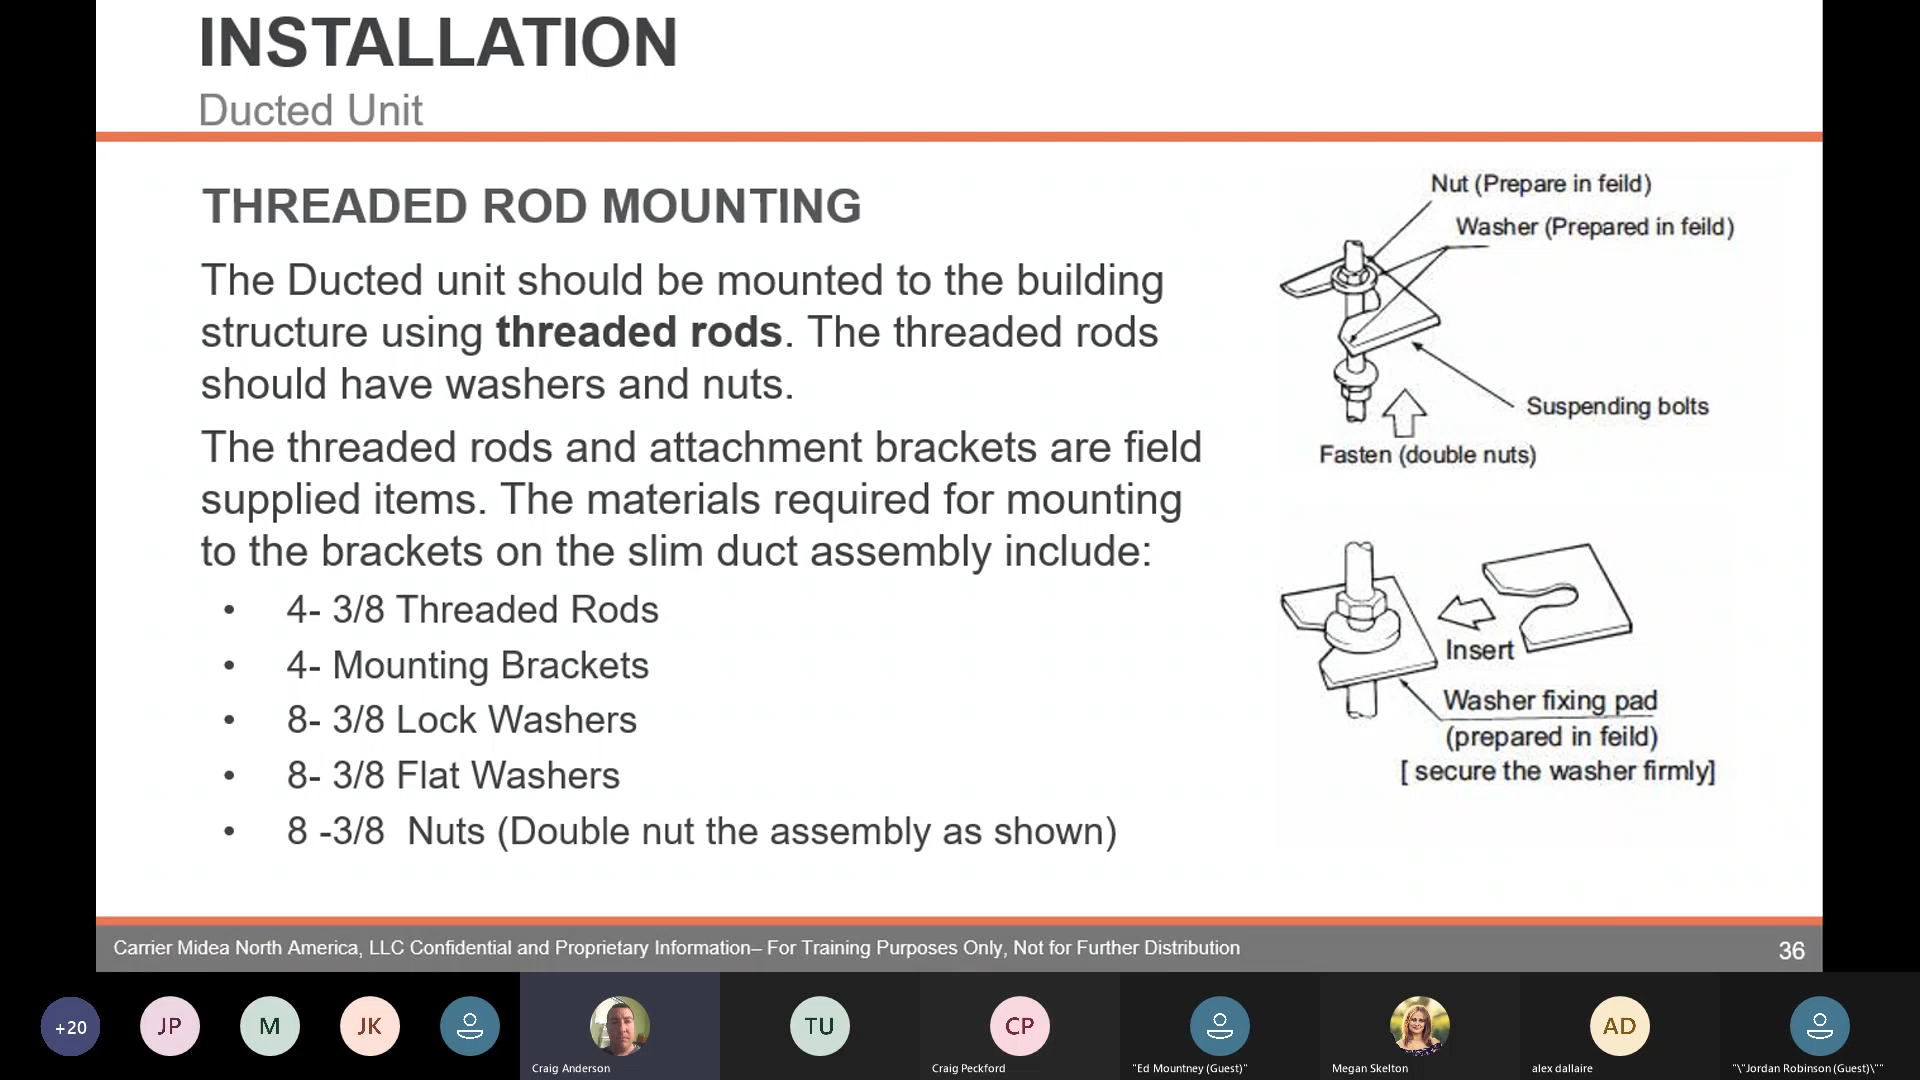 INSTALLATION
Ducted Unit
THREADED ROD MOUNTING
The Ducted unit should be mounted to the building
structure using threaded rods. The threaded rods
should have washers and nuts.
The threaded rods and attachment brackets are field
supplied items. The materials required for mounting
to the brackets on the slim duct assembly include:
• 4- 3/8 Threaded Rods
• 4- Mounting Brackets
• 8- 3/8 Lock Washers
• 8- 3/8 Flat Washers
• 8 -3/8  Nuts (Double nut the assembly as shown)
Nut (Prepare in feild)
Washer (Prepared in feild)
Suspending bolts
Fasten (double nuts)
Insert
Washer fixing pad
(prepared in feild)
[ secure the washer firmly]
Carrier Midea North America, LLC Confidential and Proprietary Information– For Training Purposes Only, Not for Further Distribution
36
+20
JP
M
JK
Craig Anderson
TU
CP
Craig Peckford
"Ed Mountney (Guest)"
Megan Skelton
AD
alex dallaire
"\"Jordan Robinson (Guest)\""